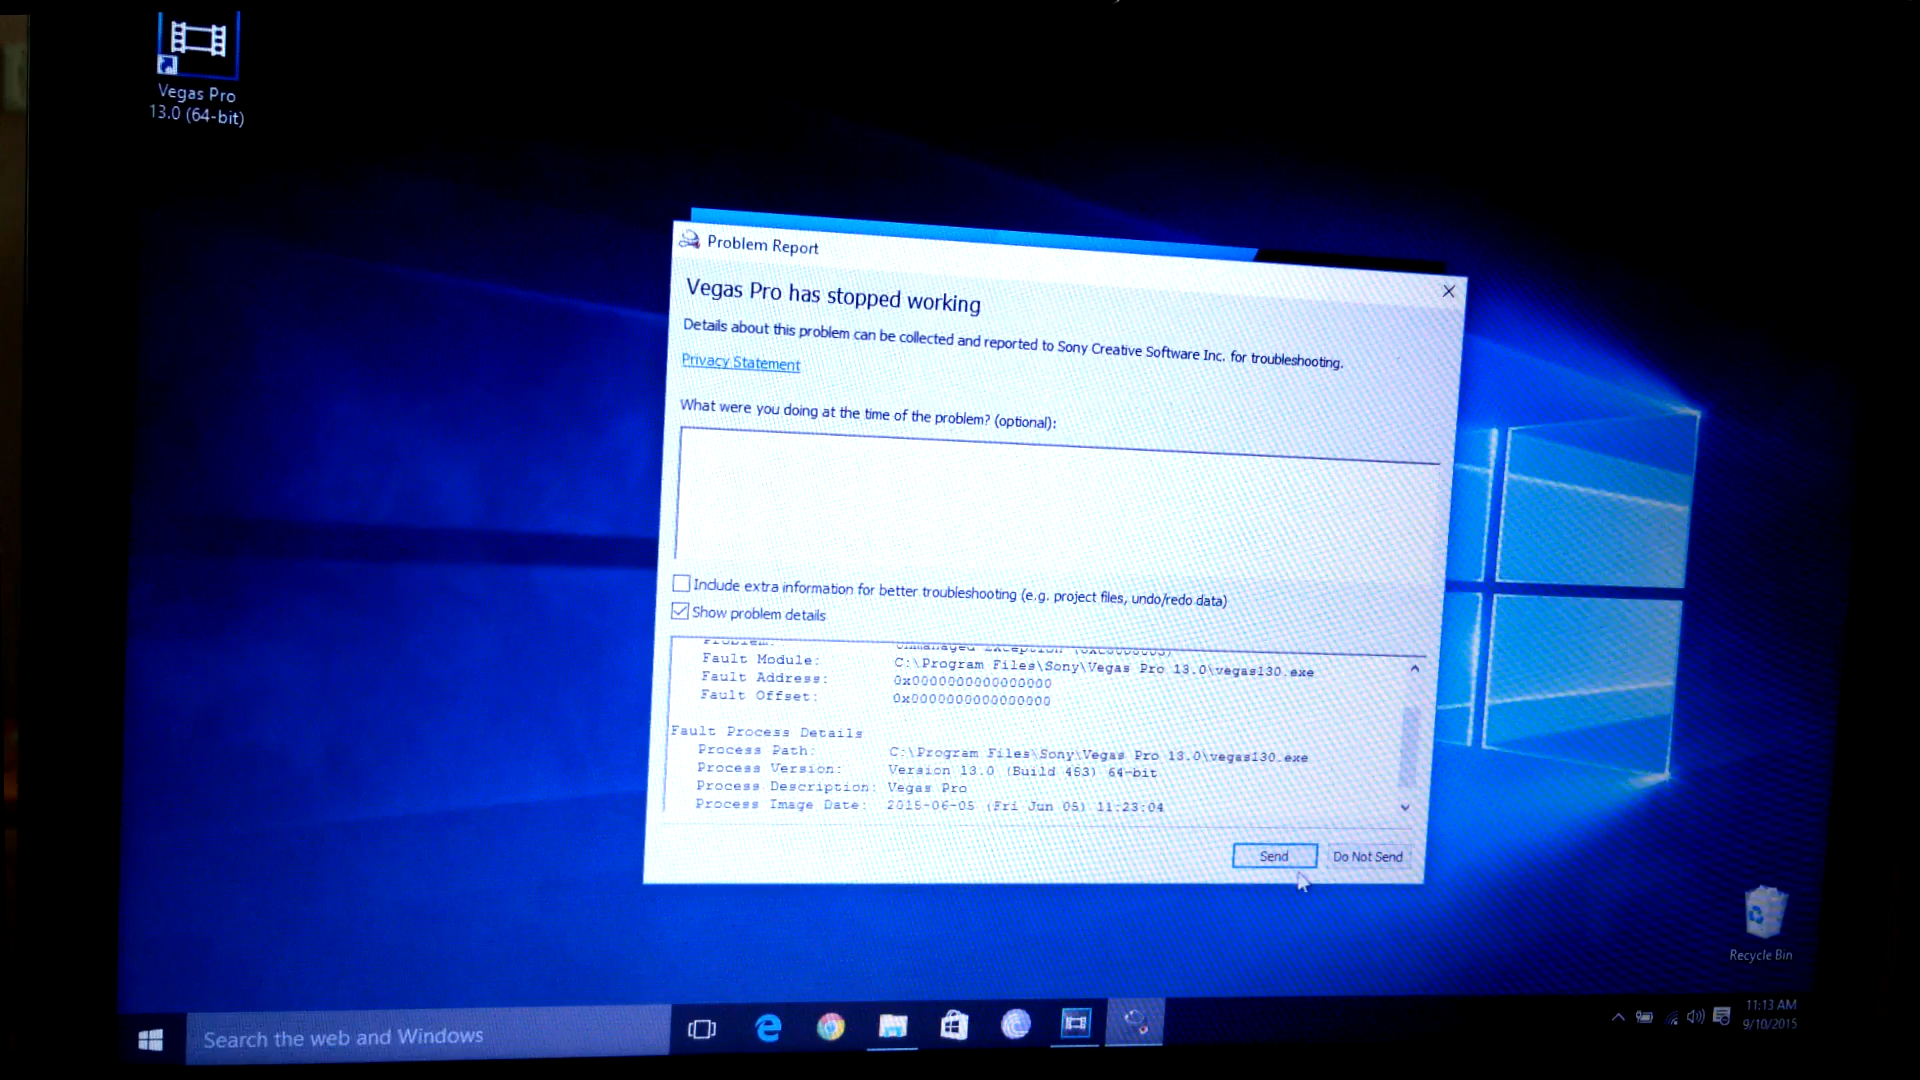 Vegas Pro
13.0 (64-bit)
Problem Report
Vegas Pro has stopped working
Details about this problem can be collected and reported to Sony Creative Software Inc. for troubleshooting.
Privacy Statement
What were you doing at the time of the problem? (optional):
Include extra information for better troubleshooting (e.g. project files, undo/redo data)
Show problem details
Problem: Unmanaged Exception (0xc0000005)
Fault Module: C:\Program Files\Sony\Vegas Pro 13.0\vegas130.exe
Fault Address: 0x0000000000000000
Fault Offset: 0x0000000000000000
Fault Process Details
Process Path: C:\Program Files\Sony\Vegas Pro 13.0\vegas130.exe
Process Version: Version 13.0 (Build 453) 64-bit
Process Description: Vegas Pro
Process Image Date: 2015-06-05 (Fri Jun 05) 11:23:04
Send
Do Not Send
Recycle Bin
Search the web and Windows
11:13 AM
9/10/2015